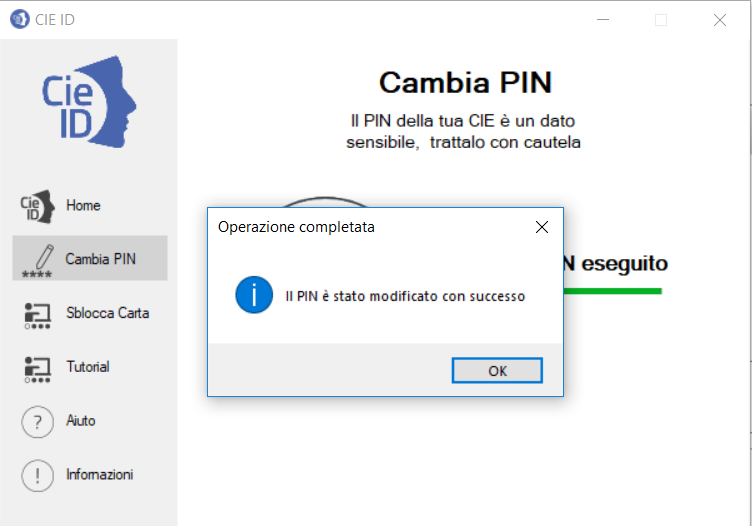 CIE ID
Cie
ID
Cambia PIN
Il PIN della tua CIE è un dato
sensibile, trattalo con cautela
Cie
ID
Home
****
Cambia PIN
Sblocca Carta
Tutorial
?
Aiuto
!
Infomazioni
N eseguito
Operazione completata
i
Il PIN è stato modificato con successo
OK